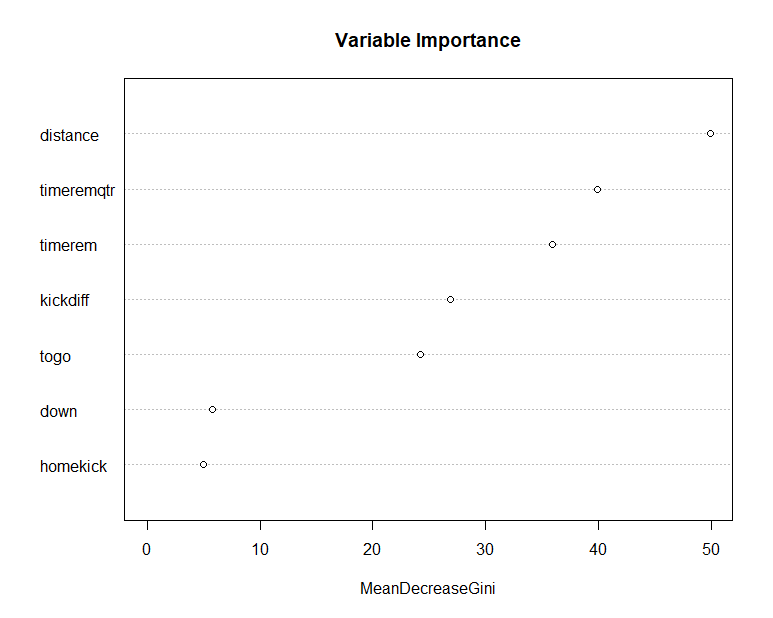 Variable Importance
distance
timeremqtr
timerem
kickdiff
togo
down
homekick
0 10 20 30 40 50
MeanDecreaseGini